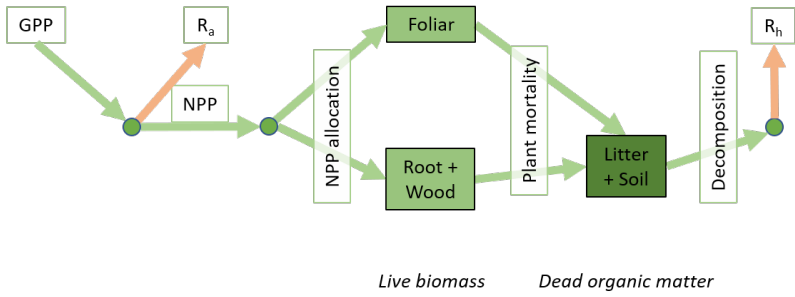 GPP
Rₐ
NPP
NPP allocation
Foliar
Root +
Wood
Plant mortality
Litter
+ Soil
Decomposition
Rₕ
Live biomass
Dead organic matter